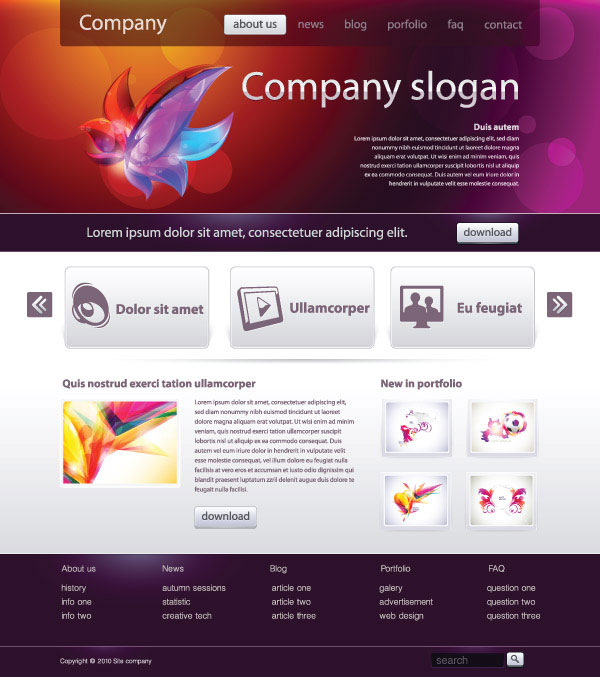 Company about us news blog porfolio faq contact
Company slogan
Duis autem
Lorem ipsum dolor sit amet, consectetuer adipiscing elit, sed diam
nonummy nibh euismod tincidunt ut laoreet dolore magna
aliquam erat volutpat. Ut wisi enim ad minim veniam, quis
nostrud exerci tation ullamcorper suscipit lobortis nisl ut aliquip
ex ea commodo consequat. Duis autem vel eum iriure dolor in
hendrerit in vulputate velit esse molestie consequat.
Lorem ipsum dolor sit amet, consectetuer adipiscing elit. download
Dolor sit amet Ullamcorper Eu feugiat
Quis nostrud exerci tation ullamcorper
Lorem ipsum dolor sit amet, consectetuer
adipiscing elit, sed diam nonummy nibh euismod
tincidunt ut laoreet dolore magna aliquam erat
volutpat. Ut wisi enim ad minim veniam, quis
nostrud exerci tation ullamcorper suscipit lobortis
nisl ut aliquip ex ea commodo consequat. Duis
autem vel eum iriure dolor in hendrerit in vulputate
velit esse molestie consequat, vel illum dolore eu
feugiat nulla
facilisis at vero eros et accumsan et iusto odio
dignissim qui blandit praesent luptatum zzril
delenit augue duis dolore te
feugait nulla facilisi.
download
New in portfolio
About us News Blog Portfolio FAQ
history autumn sessions article one galery question one
info one statistic article two advertisement question two
info two creative tech article three web design question three
Copyright © 2010 Site company search